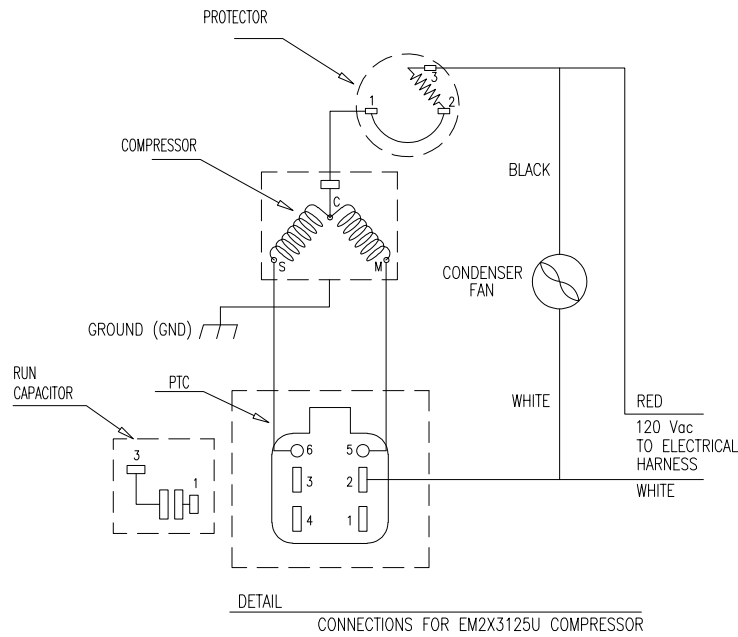 PROTECTOR
3
1
2
COMPRESSOR
BLACK
C
S
M
CONDENSER
FAN
GROUND (GND)
RUN
CAPACITOR
PTC
WHITE
RED
120 Vac
TO ELECTRICAL
HARNESS
WHITE
3
1
6
5
3
2
4
1
DETAIL
CONNECTIONS FOR EM2X3125U COMPRESSOR